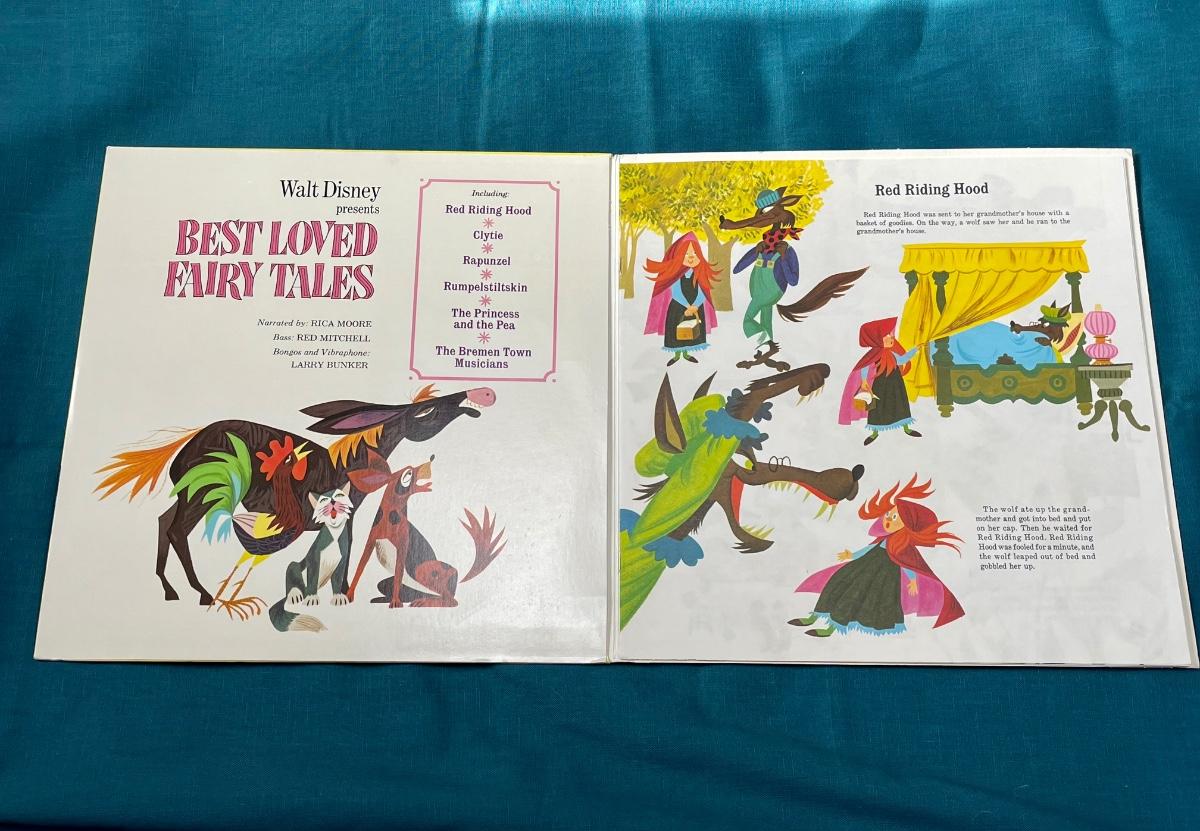 Walt Disney
presents
BEST LOVED
FAIRY TALES
Narrated by: RICA MOORE
Bass: RED MITCHELL
Bongos and Vibraphone:
LARRY BUNKER
Including:
Red Riding Hood
Clytie
Rapunzel
Rumpelstiltskin
The Princess
and the Pea
The Bremen Town
Musicians
Red Riding Hood
Red Riding Hood was sent to her grandmother's house with a
basket of goodies. On the way, a wolf saw her and he ran to the
grandmother's house.
The wolf ate up the grand-
mother and got into bed and put
on her cap. Then he waited for
Red Riding Hood. Red Riding
Hood was fooled for a minute, and
the wolf leaped out of bed and
gobbled her up.